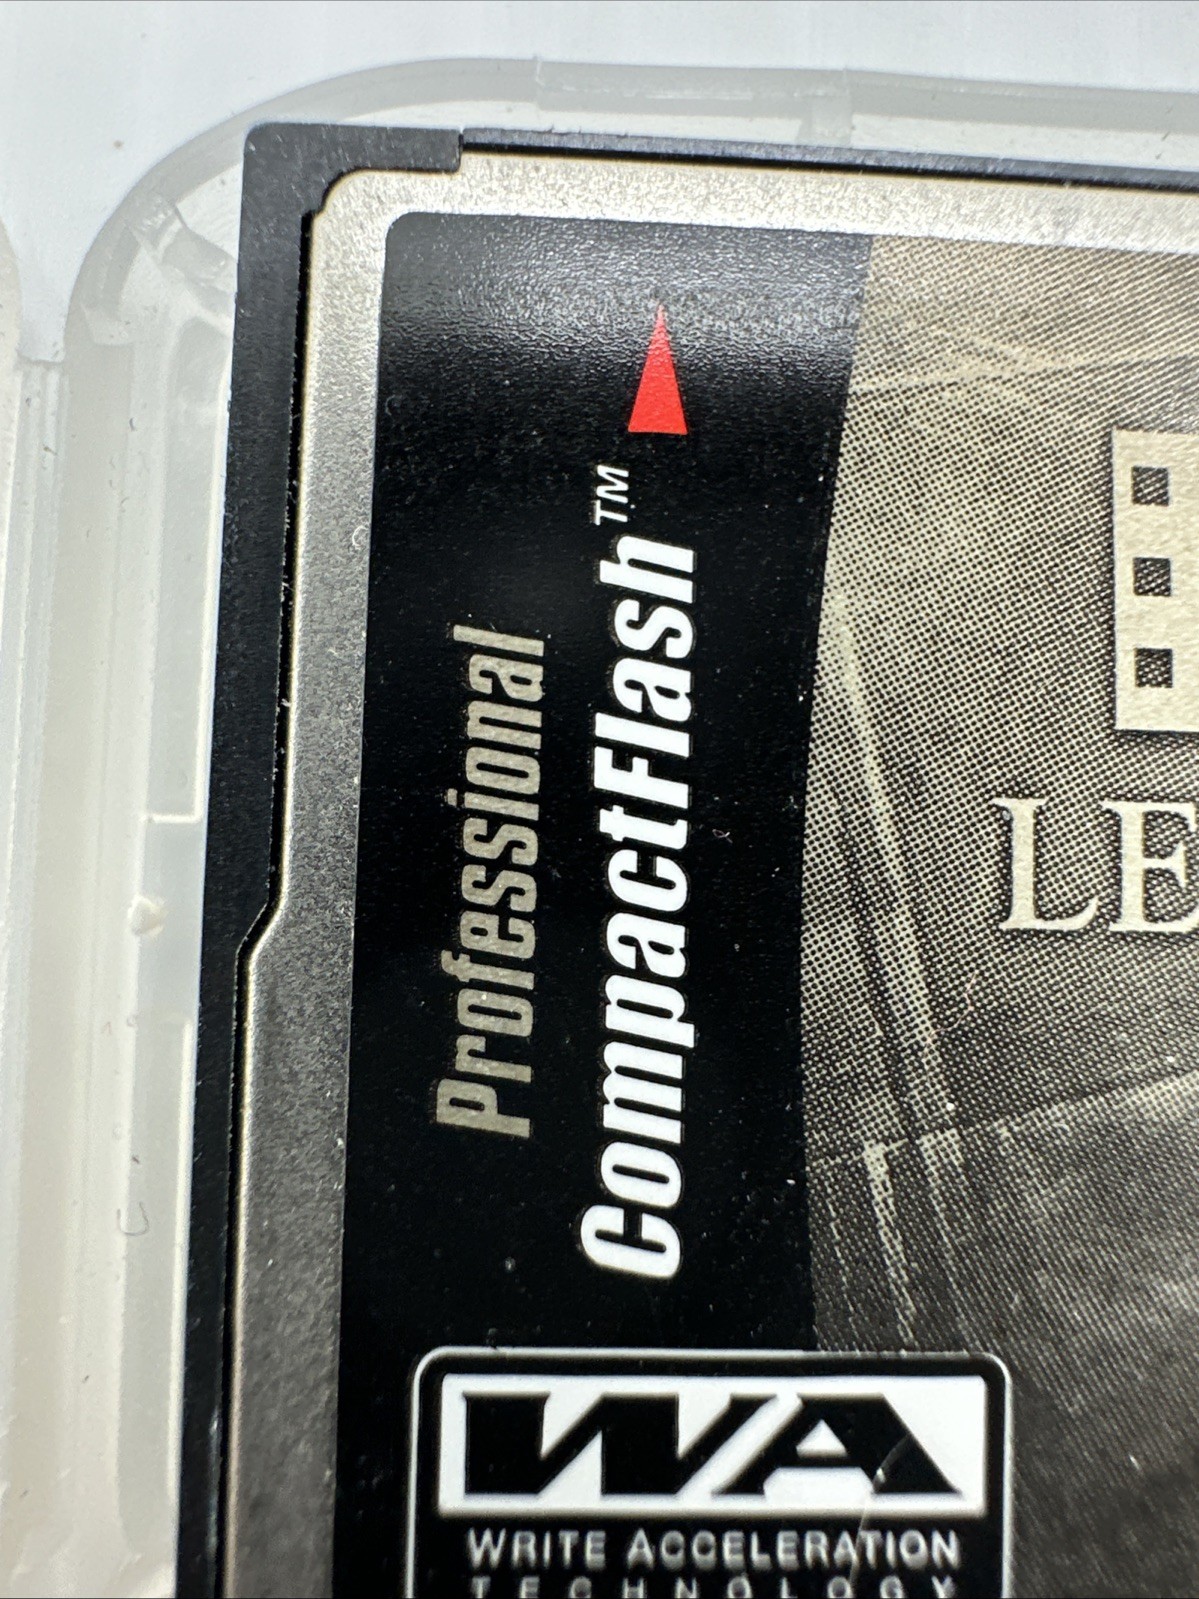 Professional
CompactFlash™
LE
WA
WRITE ACCELERATION
TECHNOLOGY